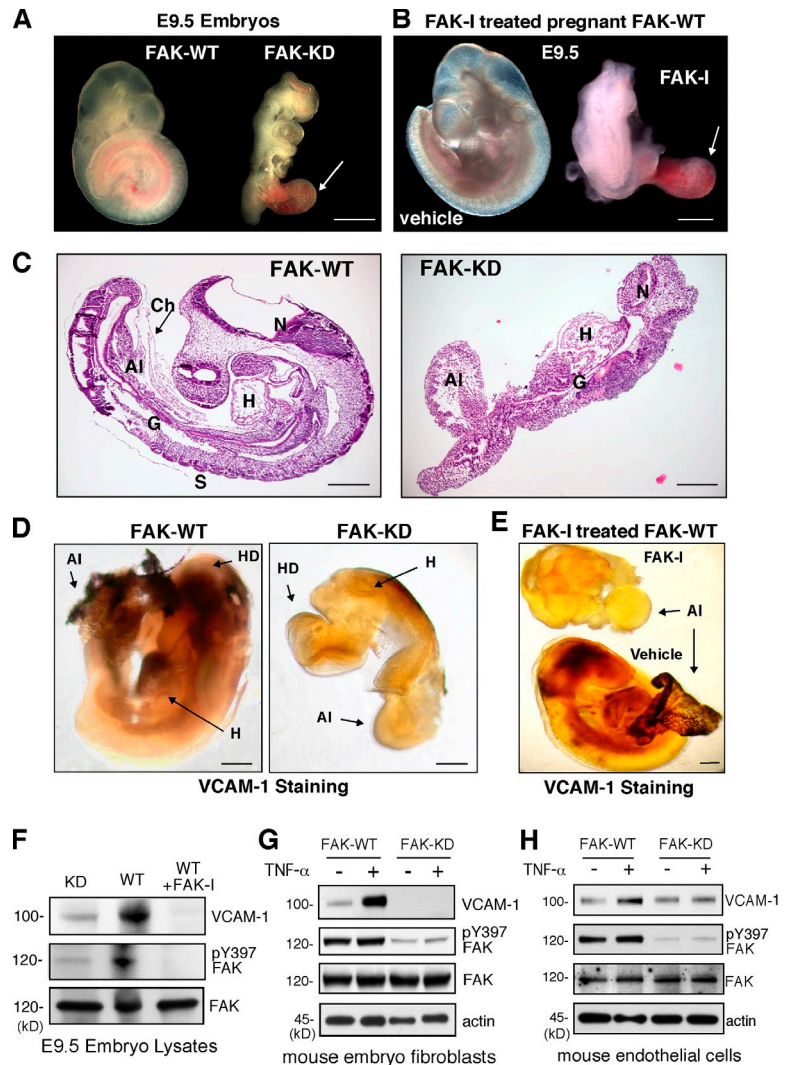 A
E9.5 Embryos
FAK-WT
FAK-KD
B
FAK-I treated pregnant FAK-WT
E9.5
FAK-I
vehicle
C
FAK-WT
Ch
N
Al
H
G
S
FAK-KD
N
H
Al
G
D
FAK-WT
Al
HD
H
FAK-KD
HD
H
Al
VCAM-1 Staining
E
FAK-I treated FAK-WT
FAK-I
Al
Vehicle
VCAM-1 Staining
F
KD
WT
WT
+FAK-I
100-
VCAM-1
120-
pY397
FAK
120-
FAK
(kD)
E9.5 Embryo Lysates
G
FAK-WT
FAK-KD
TNF-α
- + - +
100-
VCAM-1
120-
pY397
FAK
120-
FAK
45-
actin
(kD)
mouse embryo fibroblasts
H
FAK-WT
FAK-KD
- + - +
100-
VCAM-1
120-
pY397
FAK
120-
FAK
45-
actin
(kD)
mouse endothelial cells